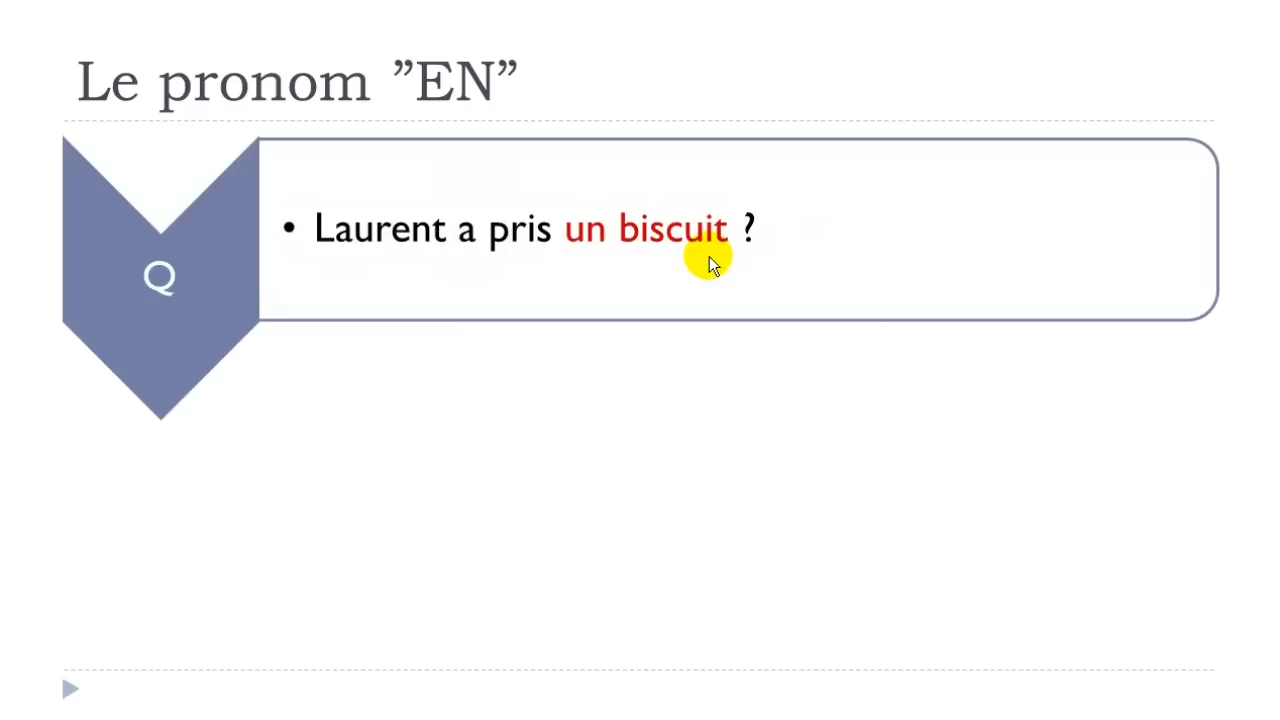 Le pronom ”EN”
Q
• Laurent a pris un biscuit ?